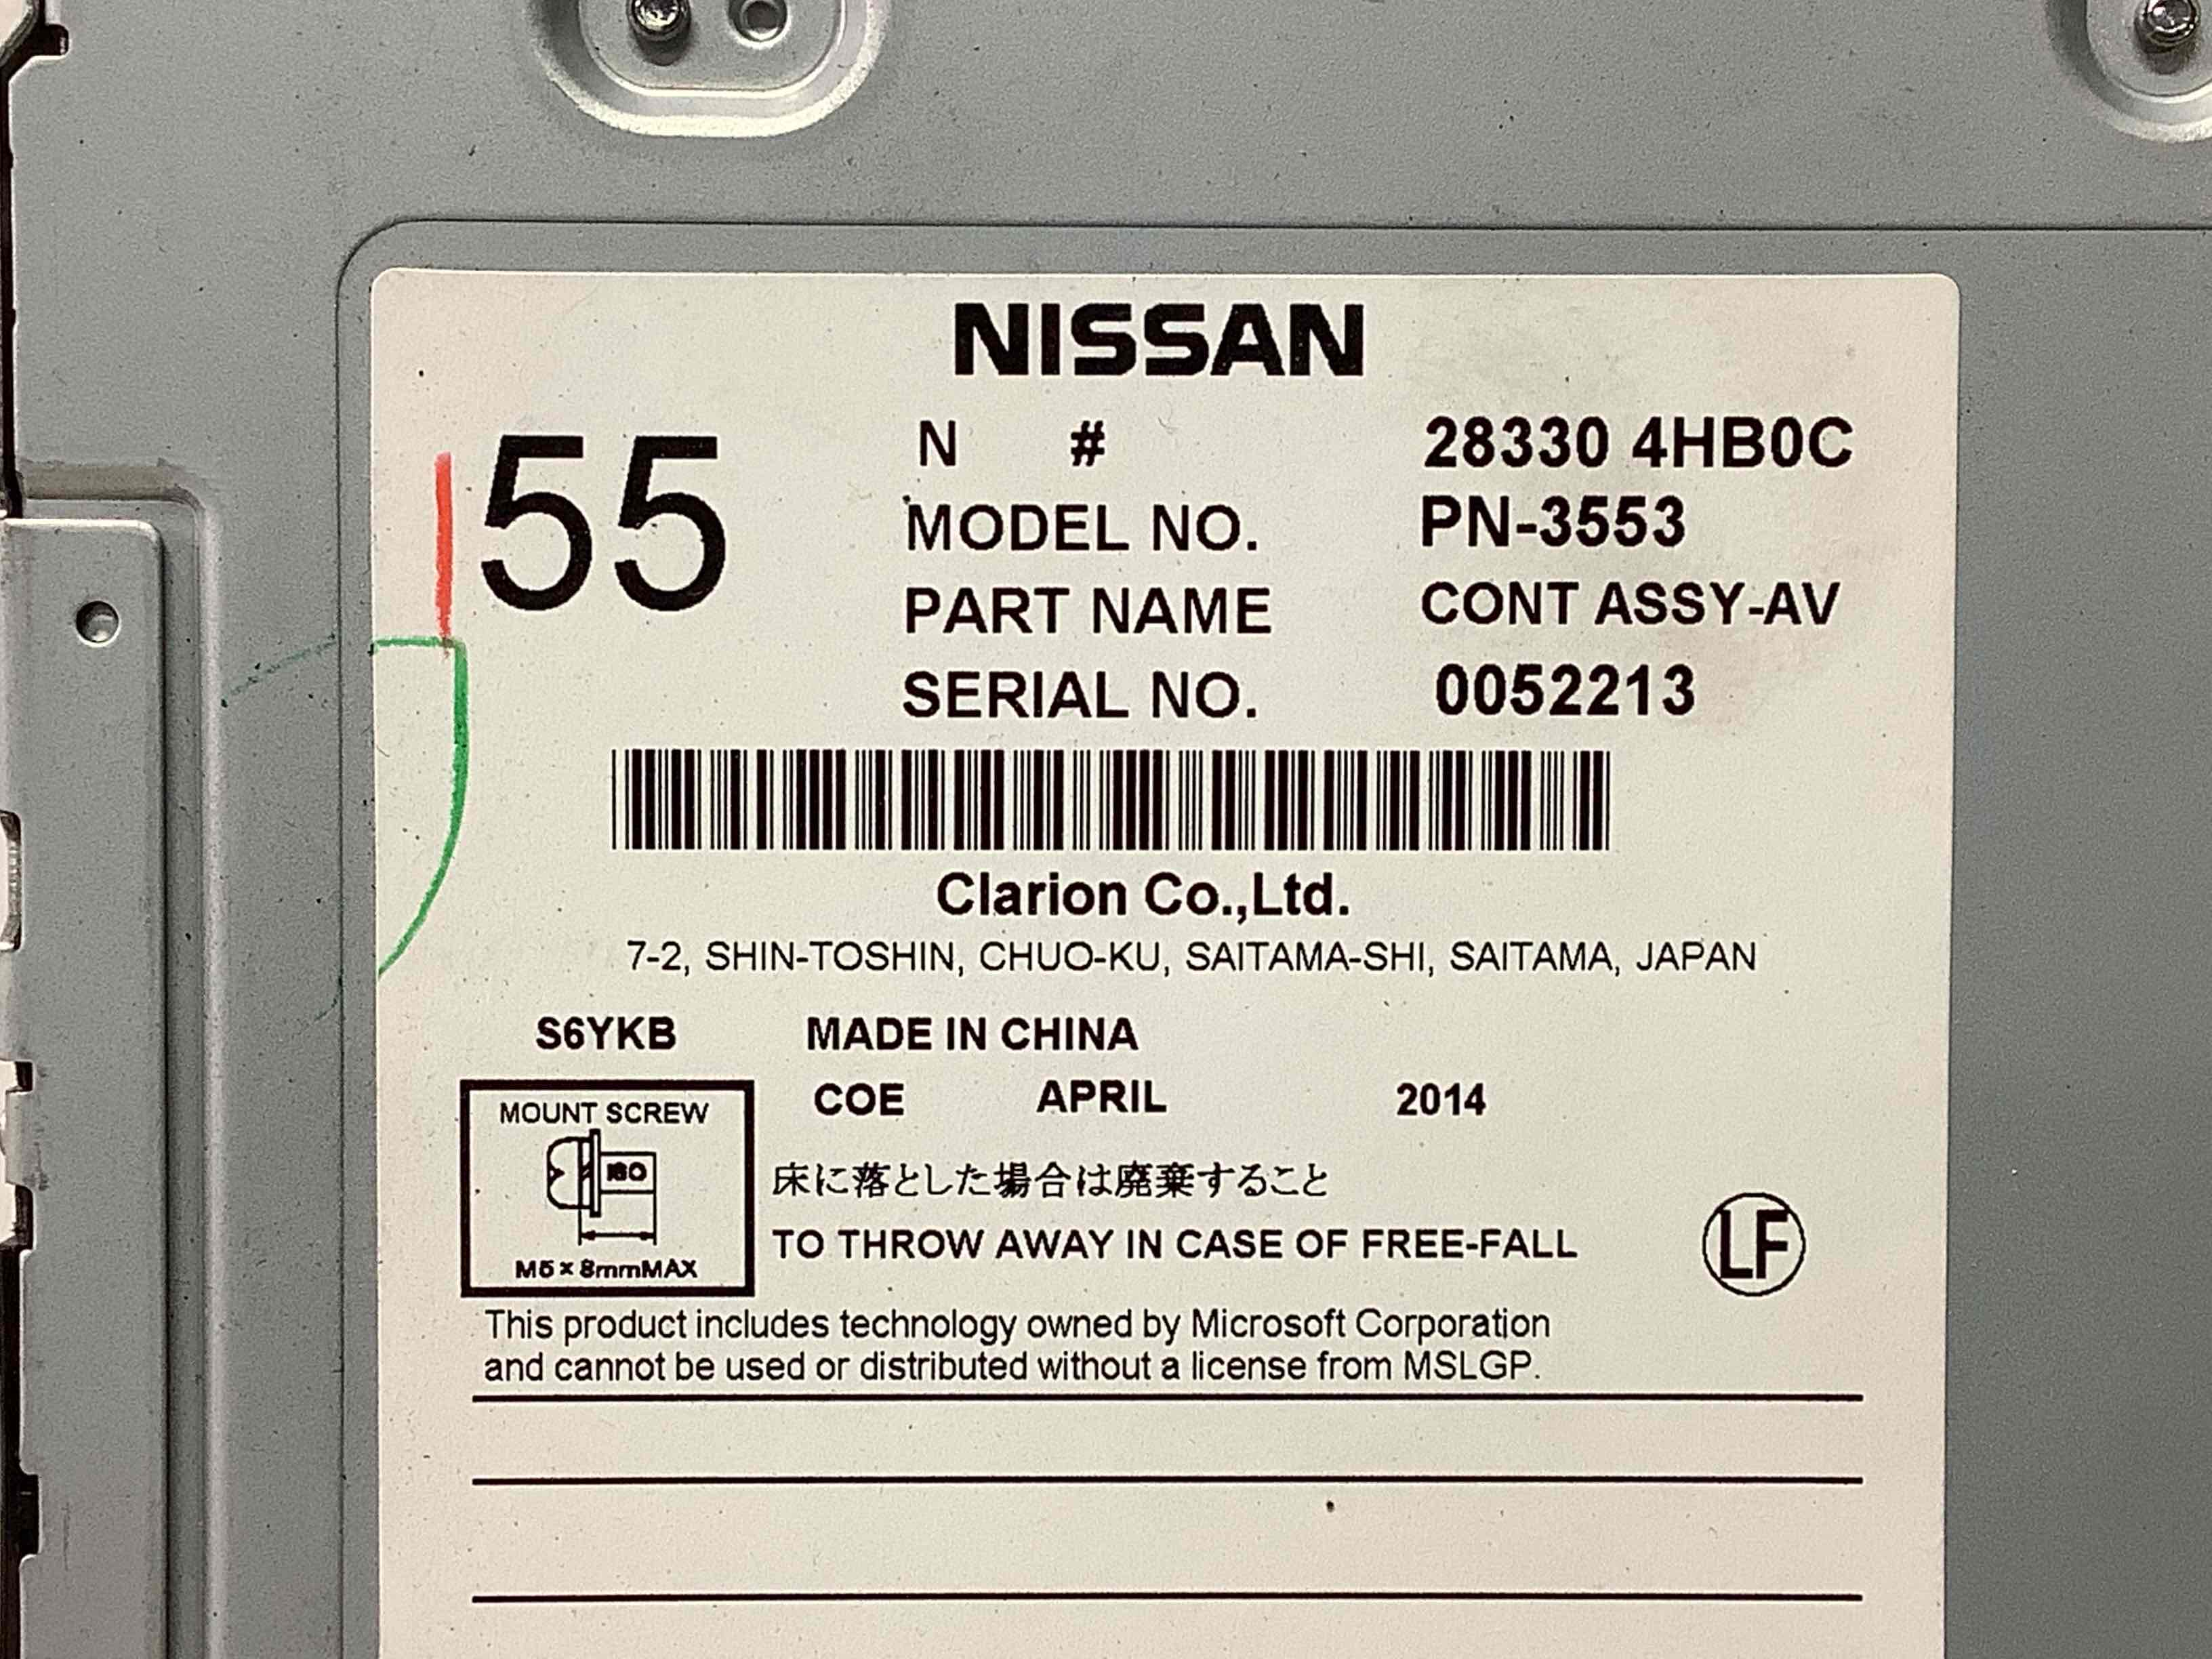 NISSAN
55
N # 28330 4HB0C
MODEL NO. PN-3553
PART NAME CONT ASSY-AV
SERIAL NO. 0052213
Clarion Co.,Ltd.
7-2, SHIN-TOSHIN, CHUO-KU, SAITAMA-SHI, SAITAMA, JAPAN
S6YKB MADE IN CHINA
COE APRIL 2014
MOUNT SCREW
ISO
M5×8mmMAX
床に落とした場合は廃棄すること
TO THROW AWAY IN CASE OF FREE-FALL
LF
This product includes technology owned by Microsoft Corporation
and cannot be used or distributed without a license from MSLGP.